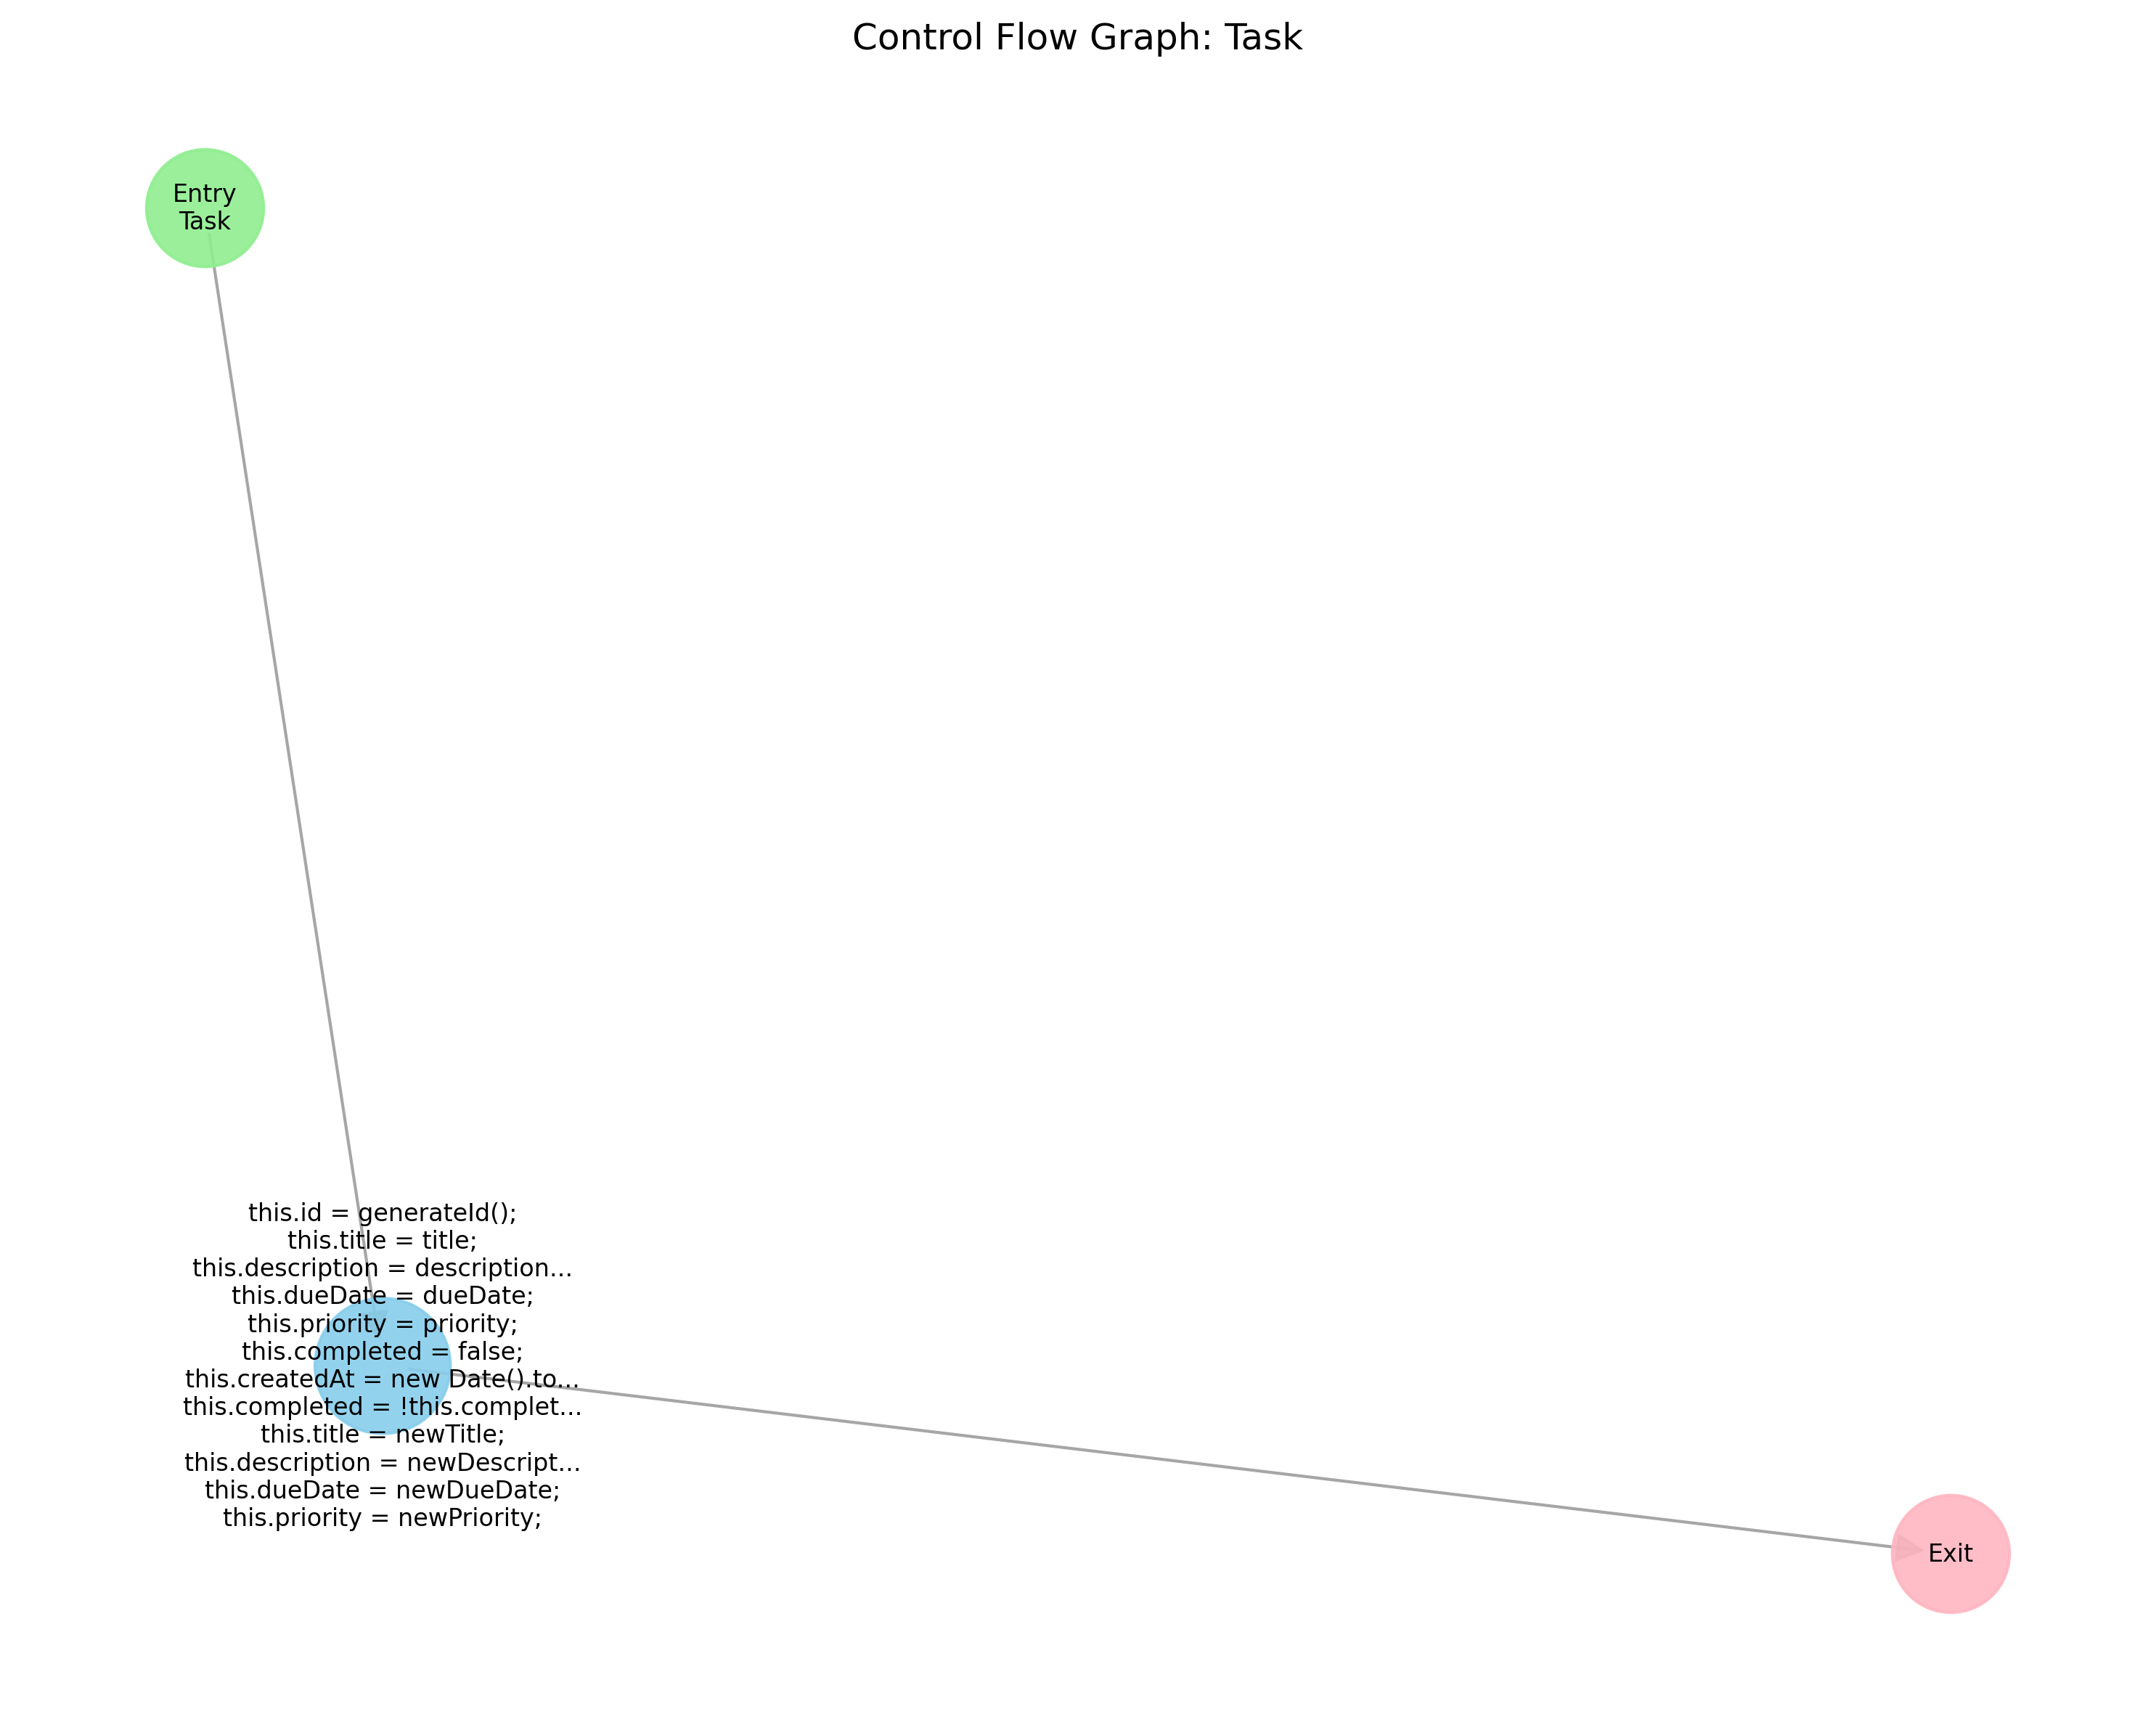 Control Flow Graph: Task
Entry
Task
this.id = generateId();
this.title = title;
this.description = description...
this.dueDate = dueDate;
this.priority = priority;
this.completed = false;
this.createdAt = new Date().to...
this.completed = !this.complet...
this.title = newTitle;
this.description = newDescript...
this.dueDate = newDueDate;
this.priority = newPriority;
Exit